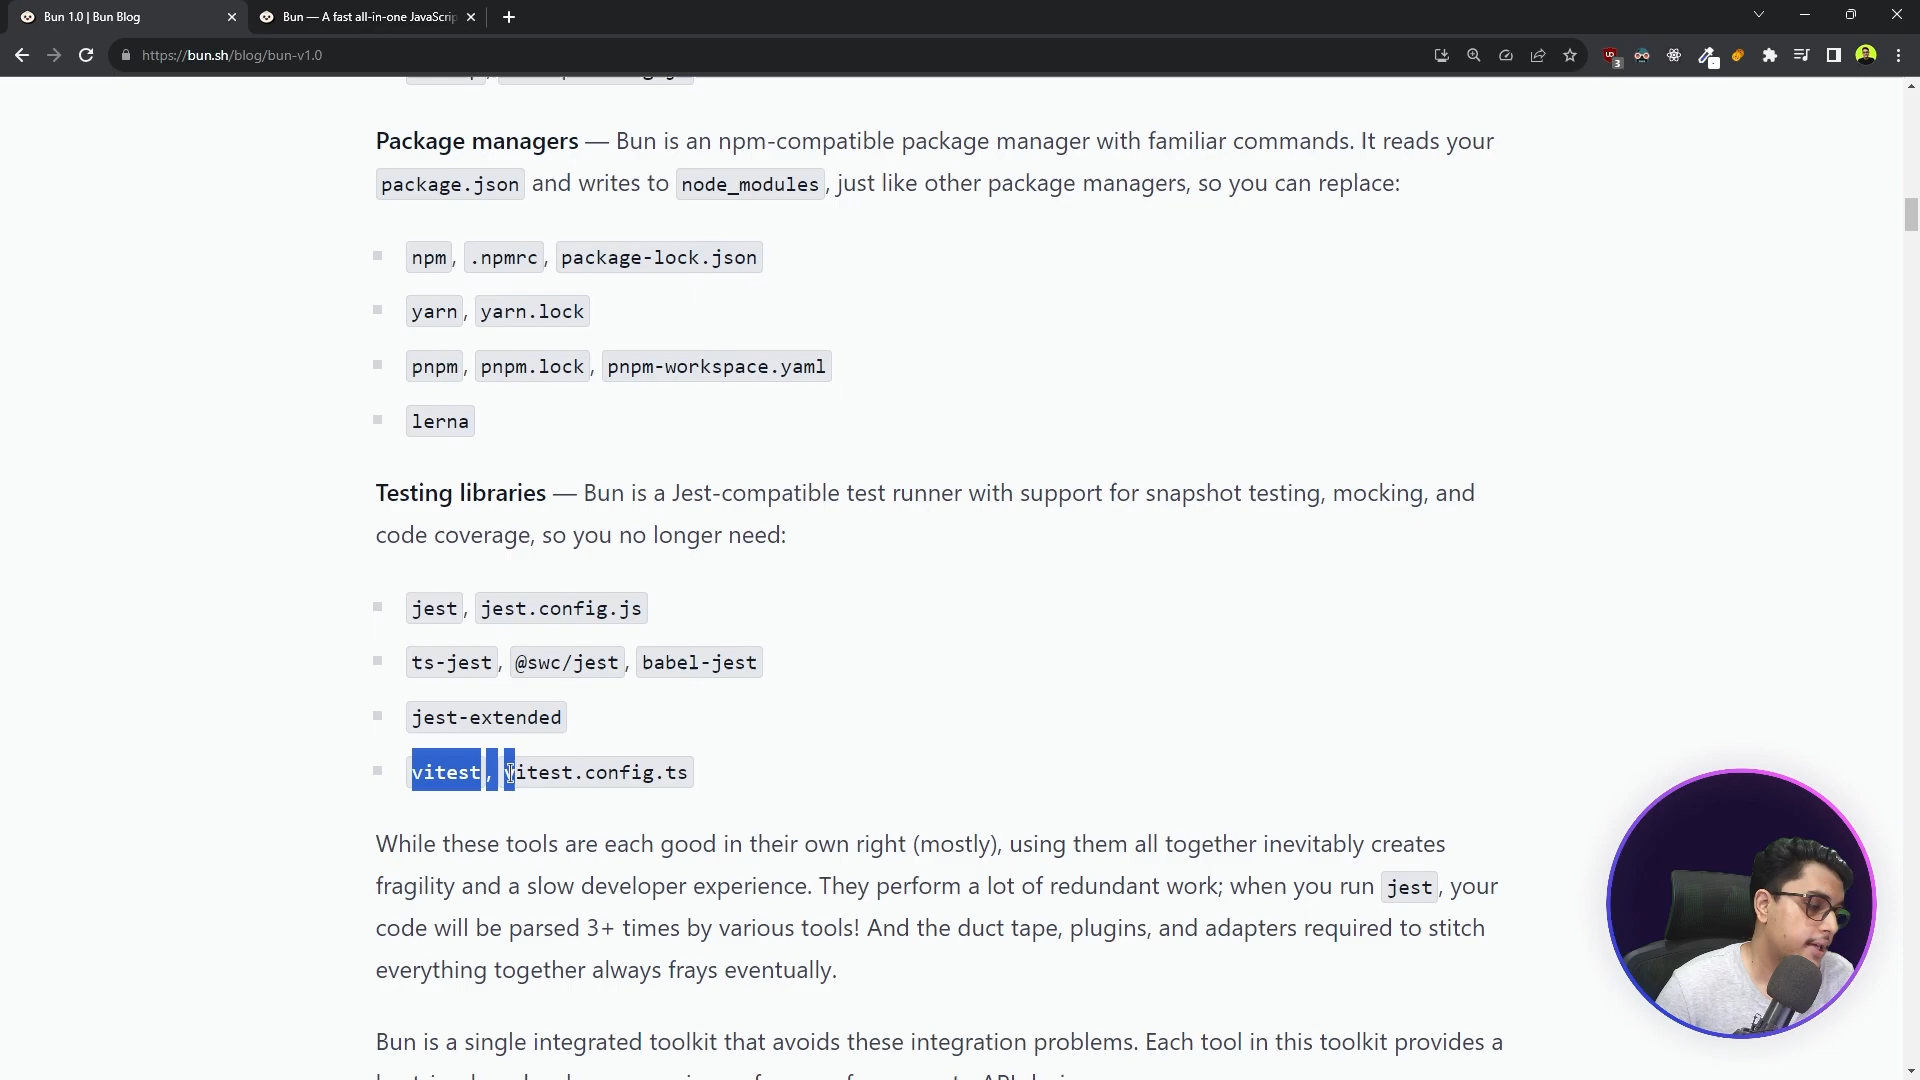 Bun 1.0 | Bun Blog
Bun — A fast all-in-one JavaScrip
https://bun.sh/blog/bun-v1.0
3
Package managers — Bun is an npm-compatible package manager with familiar commands. It reads your
package.json and writes to node_modules, just like other package managers, so you can replace:
npm, .npmrc, package-lock.json
yarn, yarn.lock
pnpm, pnpm.lock, pnpm-workspace.yaml
lerna
Testing libraries — Bun is a Jest-compatible test runner with support for snapshot testing, mocking, and
code coverage, so you no longer need:
jest, jest.config.js
ts-jest, @swc/jest, babel-jest
jest-extended
vitest, vitest.config.ts
While these tools are each good in their own right (mostly), using them all together inevitably creates
fragility and a slow developer experience. They perform a lot of redundant work; when you run jest, your
code will be parsed 3+ times by various tools! And the duct tape, plugins, and adapters required to stitch
everything together always frays eventually.
Bun is a single integrated toolkit that avoids these integration problems. Each tool in this toolkit provides a